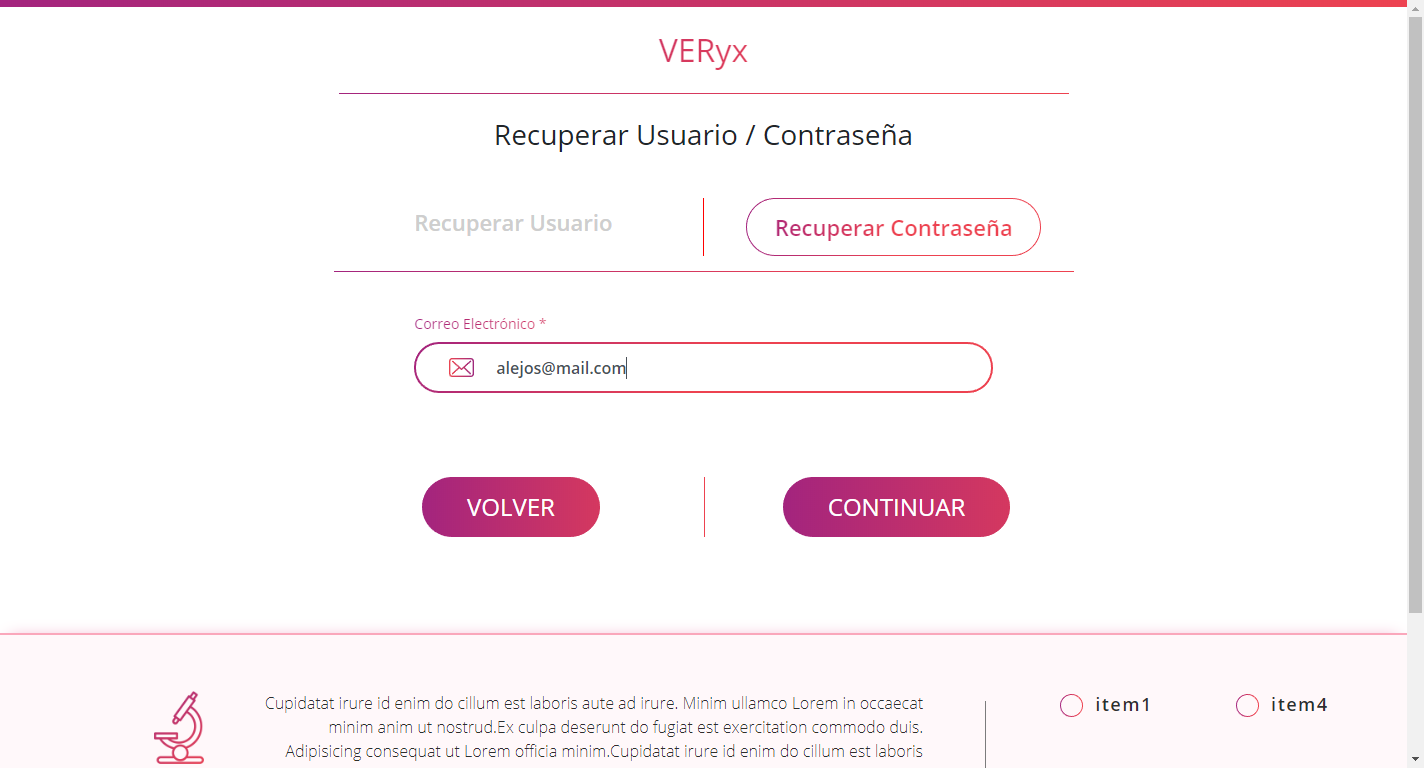 VERyx
Recuperar Usuario / Contraseña
Recuperar Usuario
Recuperar Contraseña
Correo Electrónico *
alejos@mail.com
VOLVER
CONTINUAR
Cupidatat irure id enim do cillum est laboris aute ad irure. Minim ullamco Lorem in occaecat
minim anim ut nostrud.Ex culpa deserunt do fugiat est exercitation commodo duis.
Adipisicing consequat ut Lorem officia minim.Cupidatat irure id enim do cillum est laboris
item1
item4